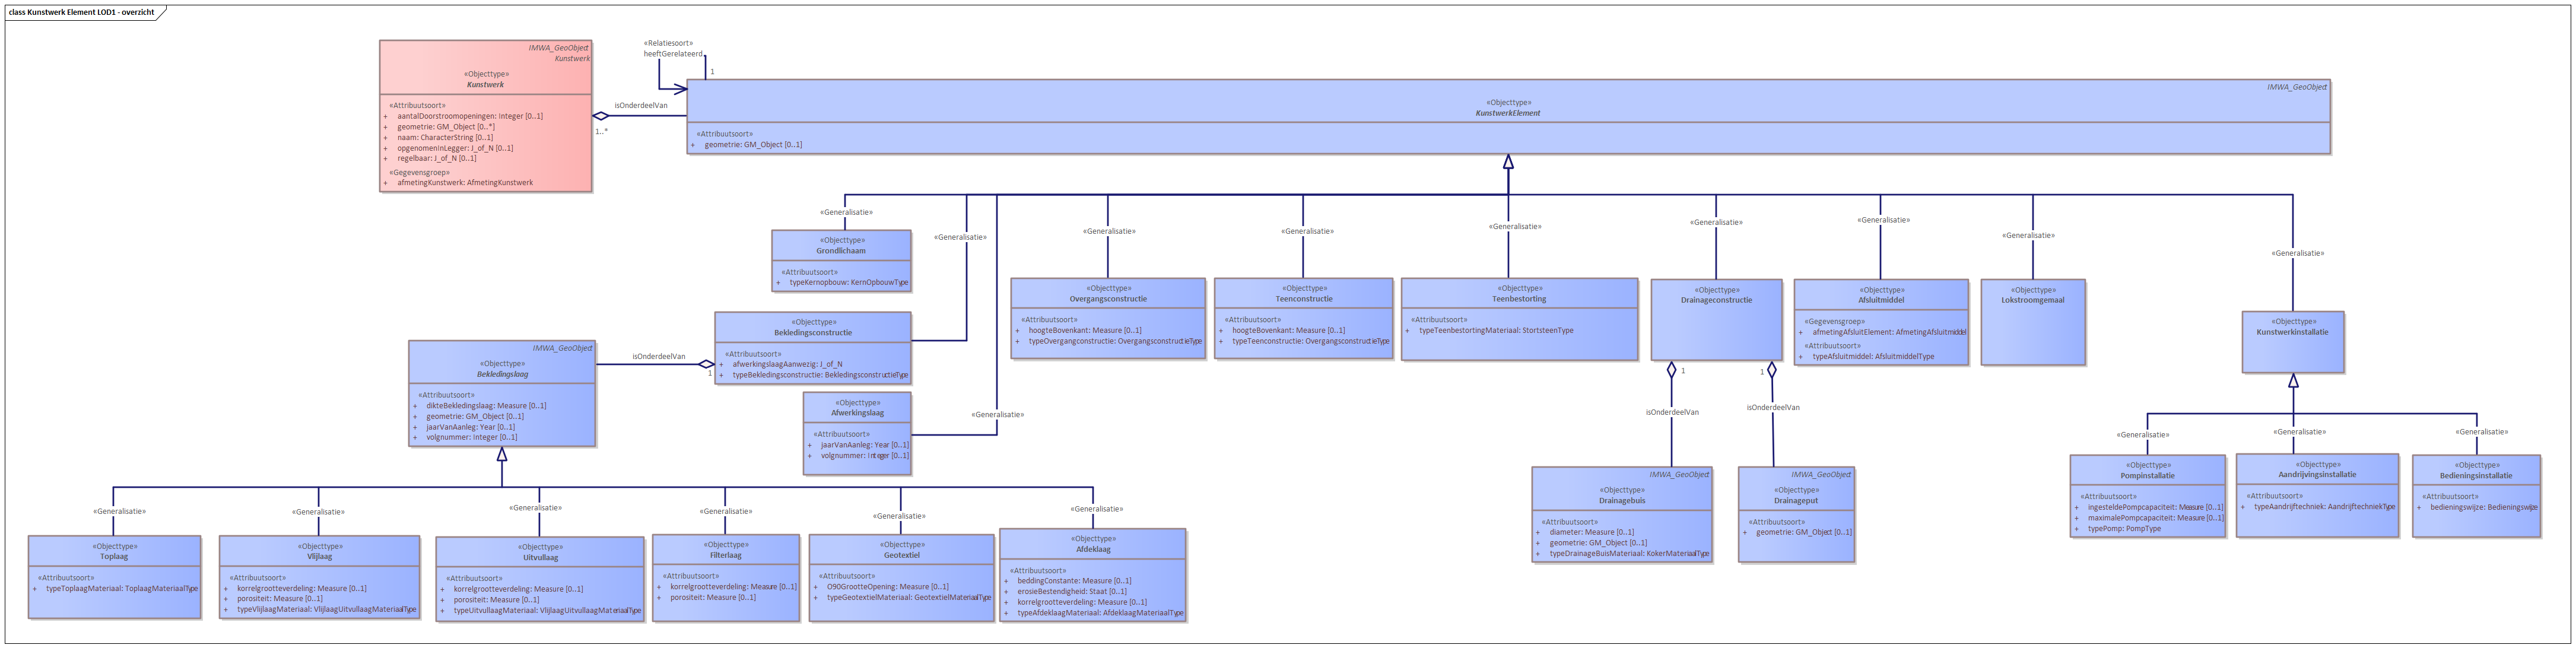 class Kunstwerk Element LOD1 - overzicht
IMWA_GeoObject
Kunstwerk
«Objecttype»
Kunstwerk
«Attribuutsoort»
+ aantalDoorstroomopeningen: Integer [0..1]
+ geometrie: GM_Object [0..*]
+ naam: CharacterString [0..1]
+ opgenomenInLegger: J_of_N [0..1]
+ regelbaar: J_of_N [0..1]
«Gegevensgroep»
+ afmetingKunstwerk: AfmetingKunstwerk
«Relatiesoort»
heeftGerelateerd
1
isOnderdeelVan
1..*
IMWA_GeoObject
«Objecttype»
KunstwerkElement
«Attribuutsoort»
+ geometrie: GM_Object [0..1]
«Generalisatie»
«Generalisatie»
«Generalisatie»
«Generalisatie»
«Generalisatie»
«Generalisatie»
«Generalisatie»
«Generalisatie»
«Generalisatie»
«Generalisatie»
«Objecttype»
Grondlichaam
«Attribuutsoort»
+ typeKernopbouw: KernOpbouwType
«Objecttype»
Overgangsconstructie
«Attribuutsoort»
+ hoogteBovenkant: Measure [0..1]
+ typeOvergangconstructie: OvergangsconstructieType
«Objecttype»
Teenconstructie
«Attribuutsoort»
+ hoogteBovenkant: Measure [0..1]
+ typeTeenconstructie: OvergangsconstructieType
«Objecttype»
Teenbestorting
«Attribuutsoort»
+ typeTeenbestortingMateriaal: StortsteenType
«Objecttype»
Drainageconstructie
«Objecttype»
Afsluitmiddel
«Gegevensgroep»
+ afmetingAfsluitElement: AfmetingAfsluitmiddel
«Attribuutsoort»
+ typeAfsluitmiddel: AfsluitmiddelType
«Objecttype»
Lokstroomgemaal
«Objecttype»
Kunstwerkinstallatie
«Objecttype»
Bekledingsconstructie
«Attribuutsoort»
+ afwerkingslaagAanwezig: J_of_N
+ typeBekledingsconstructie: BekledingsconstructieType
isOnderdeelVan
1
IMWA_GeoObject
«Objecttype»
Bekledingslaag
«Attribuutsoort»
+ dikteBekledingslaag: Measure [0..1]
+ geometrie: GM_Object [0..1]
+ jaarVanAanleg: Year [0..1]
+ volgnummer: Integer [0..1]
«Objecttype»
Afwerkingslaag
«Attribuutsoort»
+ jaarVanAanleg: Year [0..1]
+ volgnummer: Integer [0..1]
1
isOnderdeelVan
1
isOnderdeelVan
IMWA_GeoObject
«Objecttype»
Drainagebuis
«Attribuutsoort»
+ diameter: Measure [0..1]
+ geometrie: GM_Object [0..1]
+ typeDrainageBuisMateriaal: KokerMateriaalType
IMWA_GeoObject
«Objecttype»
Drainageput
«Attribuutsoort»
+ geometrie: GM_Object [0..1]
«Generalisatie»
«Generalisatie»
«Generalisatie»
«Objecttype»
Pompinstallatie
«Attribuutsoort»
+ ingesteldePompcapaciteit: Measure [0..1]
+ maximalePompcapaciteit: Measure [0..1]
+ typePomp: PompType
«Objecttype»
Aandrijvingsinstallatie
«Attribuutsoort»
+ typeAandrijftechniek: AandrijftechniekType
«Objecttype»
Bedieningsinstallatie
«Attribuutsoort»
+ bedieningswijze: Bedieningswijze
«Generalisatie»
«Generalisatie»
«Generalisatie»
«Generalisatie»
«Generalisatie»
«Generalisatie»
«Objecttype»
Toplaag
«Attribuutsoort»
+ typeToplaagMateriaal: ToplaagMateriaalType
«Objecttype»
Vlijlaag
«Attribuutsoort»
+ korrelgrootteverdeling: Measure [0..1]
+ porositeit: Measure [0..1]
+ typeVlijlaagMateriaal: VlijlaagUitvullaagMateriaalType
«Objecttype»
Uitvullaag
«Attribuutsoort»
+ korrelgrootteverdeling: Measure [0..1]
+ porositeit: Measure [0..1]
+ typeUitvullaagMateriaal: VlijlaagUitvullaagMateriaalType
«Objecttype»
Filterlaag
«Attribuutsoort»
+ korrelgrootteverdeling: Measure [0..1]
+ porositeit: Measure [0..1]
«Objecttype»
Geotextiel
«Attribuutsoort»
+ O90GrootteOpening: Measure [0..1]
+ typeGeotextielMateriaal: GeotextielMateriaalType
«Objecttype»
Afdeklaag
«Attribuutsoort»
+ beddingConstante: Measure [0..1]
+ erosieBestendigheid: Staat [0..1]
+ korrelgrootteverdeling: Measure [0..1]
+ typeAfdeklaagMateriaal: AfdeklaagMateriaalType